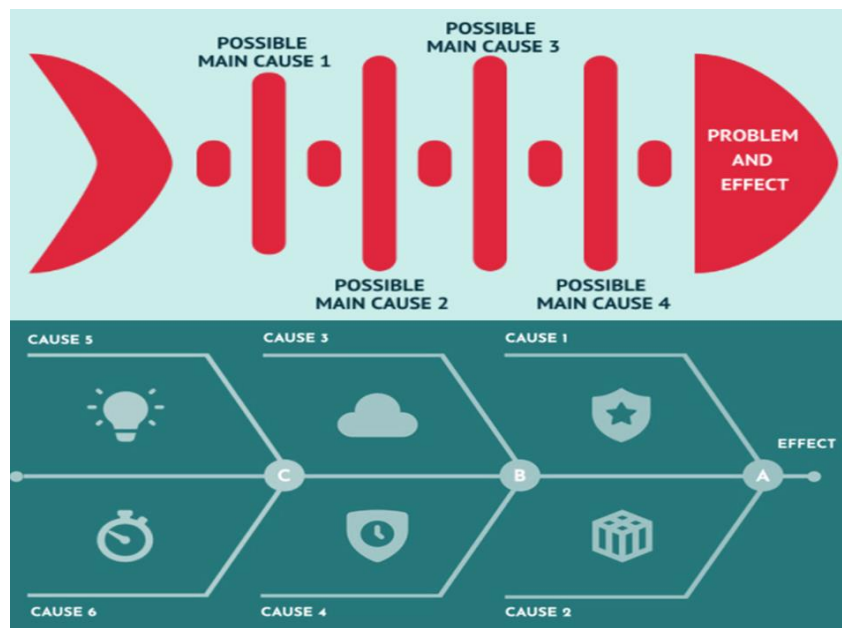 POSSIBLE
MAIN CAUSE 1
POSSIBLE
MAIN CAUSE 3
PROBLEM
AND
EFFECT
POSSIBLE
MAIN CAUSE 2
POSSIBLE
MAIN CAUSE 4
CAUSE 5
CAUSE 3
CAUSE 1
EFFECT
C
B
A
CAUSE 6
CAUSE 4
CAUSE 2